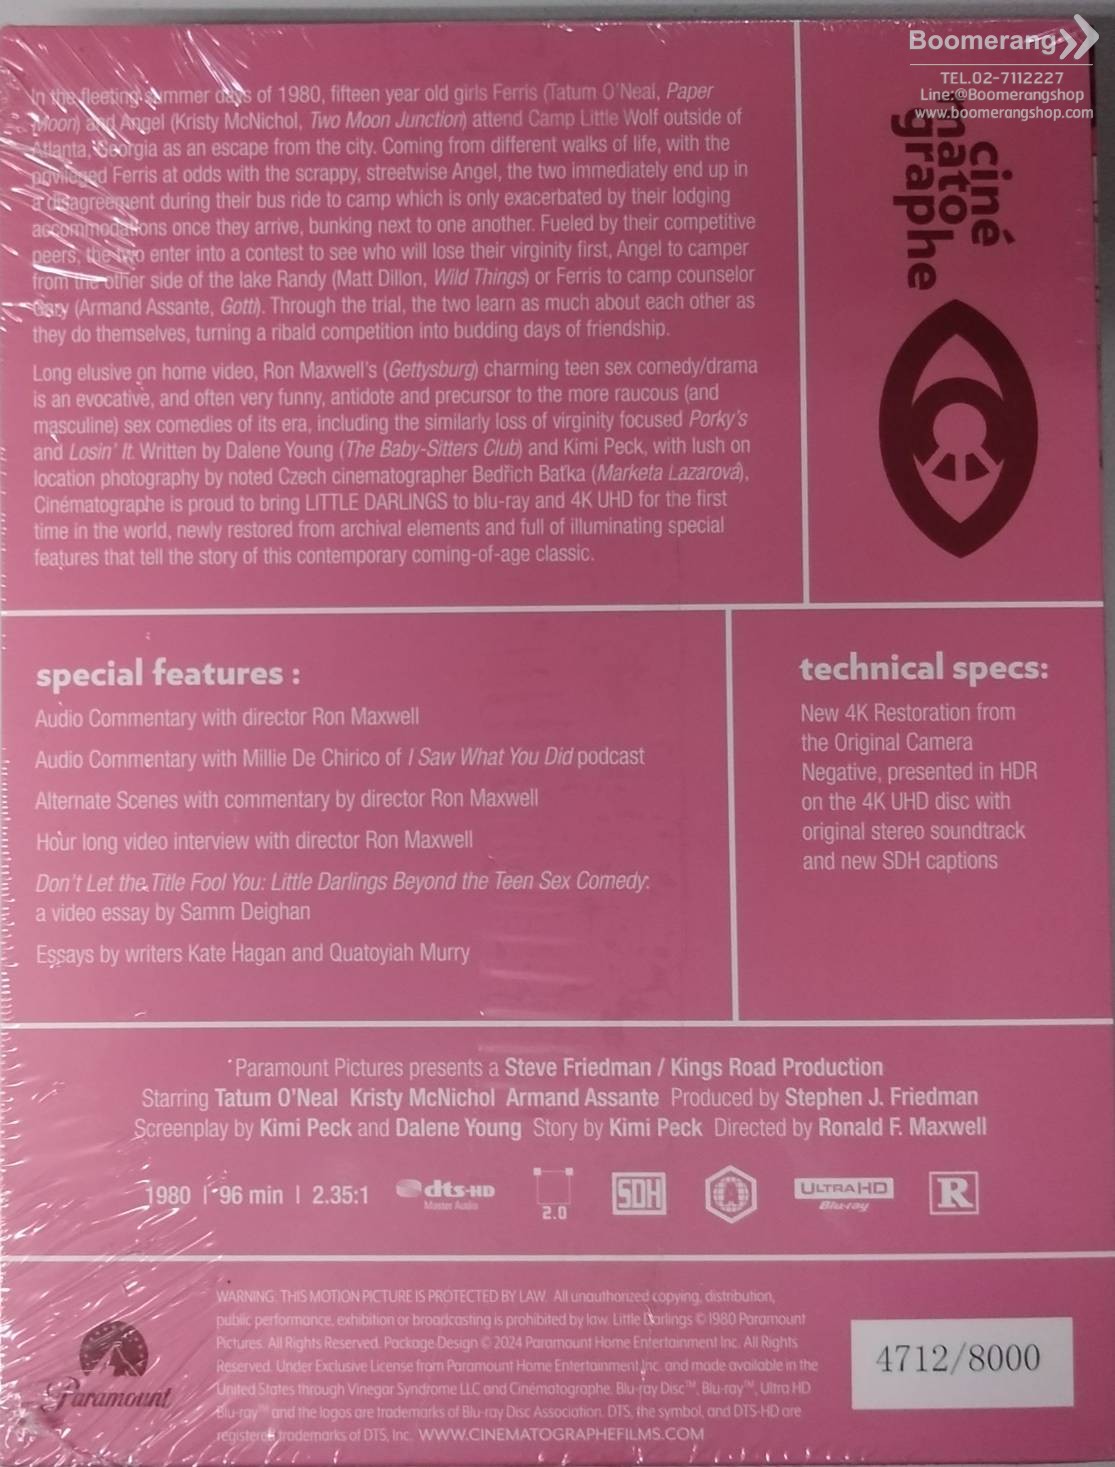 Boomerang
TEL.02-7112227
Line:@Boomerangshop
www.boomerangshop.com
ciné
mato
graphe
In the fleeting summer days of 1980, fifteen year old girls Ferris (Tatum O'Neal, Paper
Moon) and Angel (Kristy McNichol, Two Moon Junction) attend Camp Little Wolf outside of
Atlanta, Georgia as an escape from the city. Coming from different walks of life, with the
privileged Ferris at odds with the scrappy, streetwise Angel, the two immediately end up in
a disagreement during their bus ride to camp which is only exacerbated by their lodging
accommodations once they arrive, bunking next to one another. Fueled by their competitive
peers, the two enter into a contest to see who will lose their virginity first, Angel to camper
from the other side of the lake Randy (Matt Dillon, Wild Things) or Ferris to camp counselor
Gary (Armand Assante, Gotti). Through the trial, the two learn as much about each other as
they do themselves, turning a ribald competition into budding days of friendship.
Long elusive on home video, Ron Maxwell's (Gettysburg) charming teen sex comedy/drama
is an evocative, and often very funny, antidote and precursor to the more raucous (and
masculine) sex comedies of its era, including the similarly loss of virginity focused Porky's
and Losin' It. Written by Dalene Young (The Baby-Sitters Club) and Kimi Peck, with lush on
location photography by noted Czech cinematographer Bedřich Baťka (Marketa Lazarová),
Cinématographe is proud to bring LITTLE DARLINGS to blu-ray and 4K UHD for the first
time in the world, newly restored from archival elements and full of illuminating special
features that tell the story of this contemporary coming-of-age classic.
special features :
Audio Commentary with director Ron Maxwell
Audio Commentary with Millie De Chirico of I Saw What You Did podcast
Alternate Scenes with commentary by director Ron Maxwell
Hour long video interview with director Ron Maxwell
Don't Let the Title Fool You: Little Darlings Beyond the Teen Sex Comedy:
a video essay by Samm Deighan
Essays by writers Kate Hagan and Quatoyiah Murry
technical specs:
New 4K Restoration from
the Original Camera
Negative, presented in HDR
on the 4K UHD disc with
original stereo soundtrack
and new SDH captions
Paramount Pictures presents a Steve Friedman / Kings Road Production
Starring Tatum O'Neal Kristy McNichol Armand Assante Produced by Stephen J. Friedman
Screenplay by Kimi Peck and Dalene Young Story by Kimi Peck Directed by Ronald F. Maxwell
1980 | 96 min | 2.35:1 dts-HD Master Audio 2.0 SDH A ULTRA HD Blu-ray R
WARNING: THIS MOTION PICTURE IS PROTECTED BY LAW. All unauthorized copying, distribution,
public performance, exhibition or broadcasting is prohibited by law. Little Darlings © 1980 Paramount
Pictures. All Rights Reserved. Package Design © 2024 Paramount Home Entertainment Inc. All Rights
Reserved. Under Exclusive License from Paramount Home Entertainment Inc. and made available in the
United States through Vinegar Syndrome LLC and Cinématographe. Blu-ray Disc™, Blu-ray™, Ultra HD
Blu-ray™ and the logos are trademarks of Blu-ray Disc Association. DTS, the symbol, and DTS-HD are
registered trademarks of DTS, Inc. WWW.CINEMATOGRAPHEFILMS.COM
Paramount
4712/8000